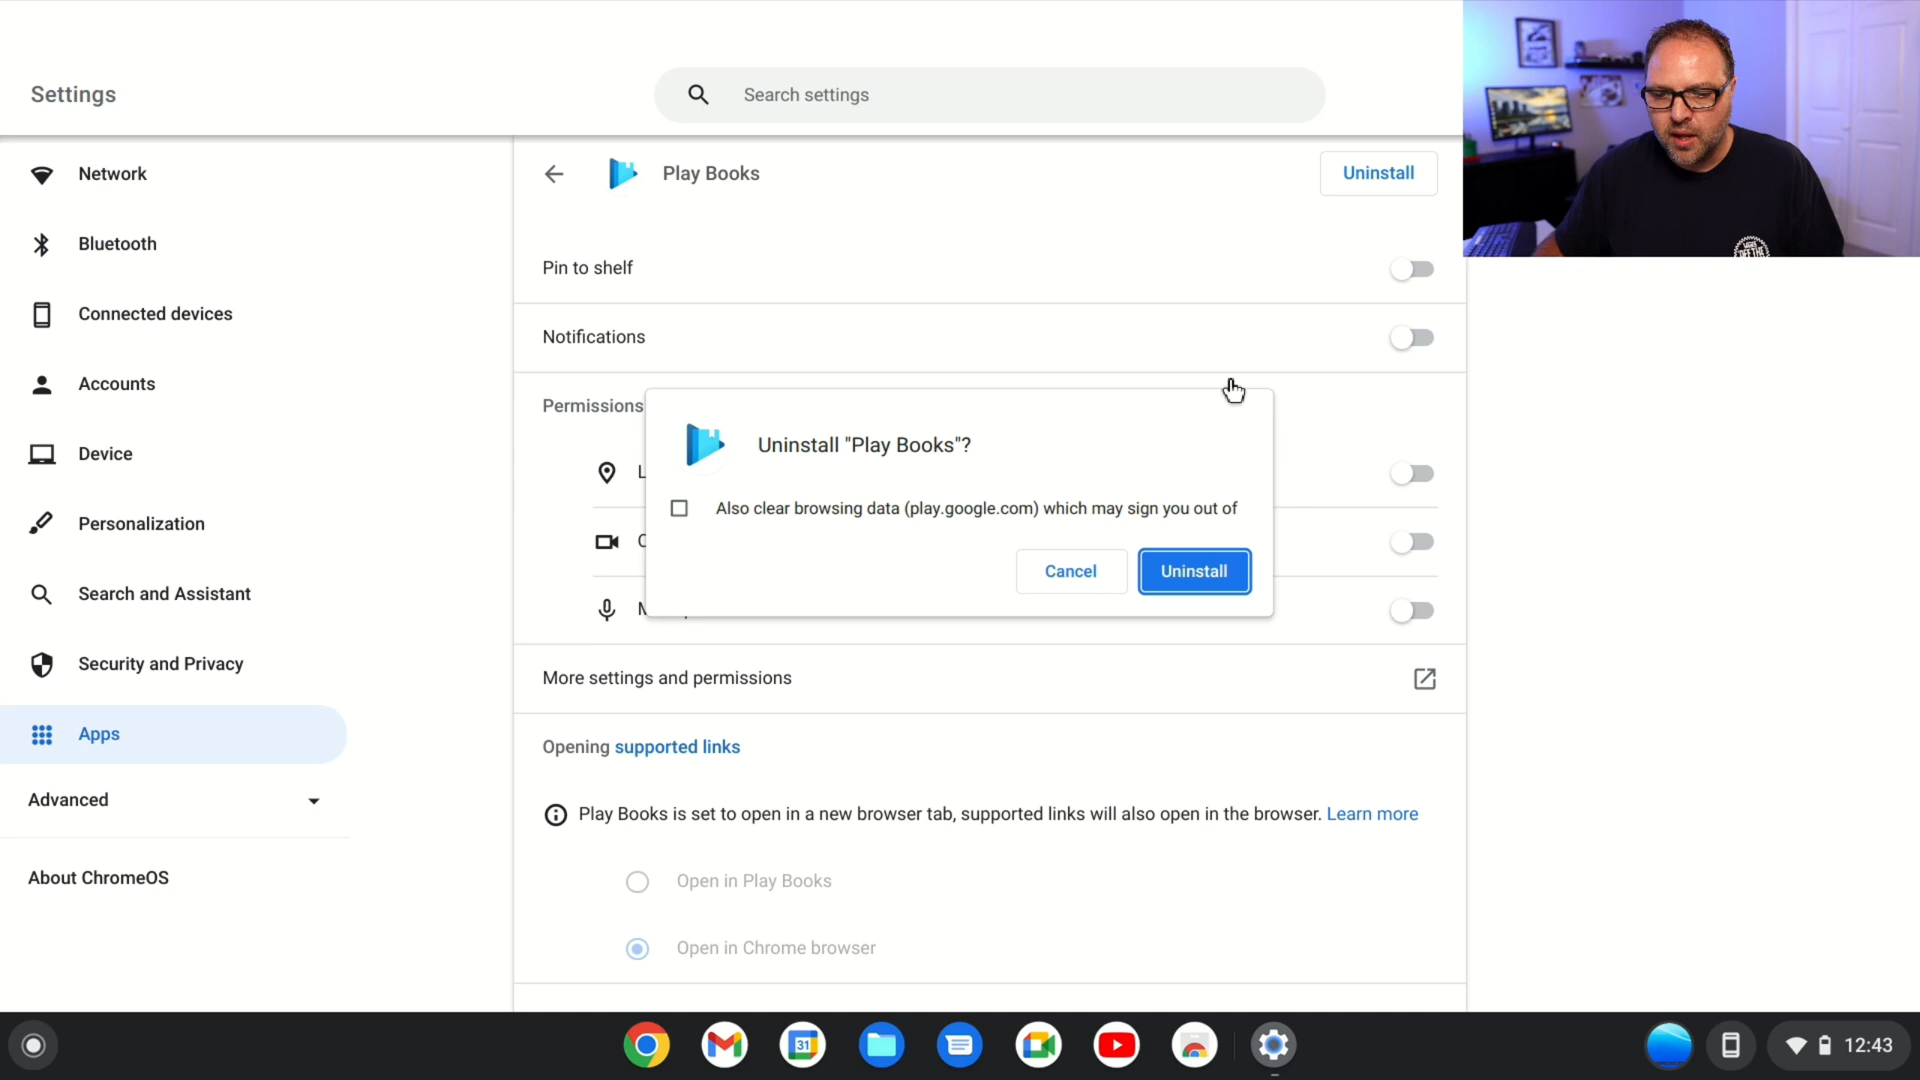 Settings
Search settings
Network
Bluetooth
Connected devices
Accounts
Device
Personalization
Search and Assistant
Security and Privacy
Apps
Advanced
About ChromeOS
Play Books
Uninstall
Pin to shelf
Notifications
Permissions
Uninstall "Play Books"?
Also clear browsing data (play.google.com) which may sign you out of
Cancel
Uninstall
More settings and permissions
Opening supported links
Play Books is set to open in a new browser tab, supported links will also open in the browser. Learn more
Open in Play Books
Open in Chrome browser
31
12:43